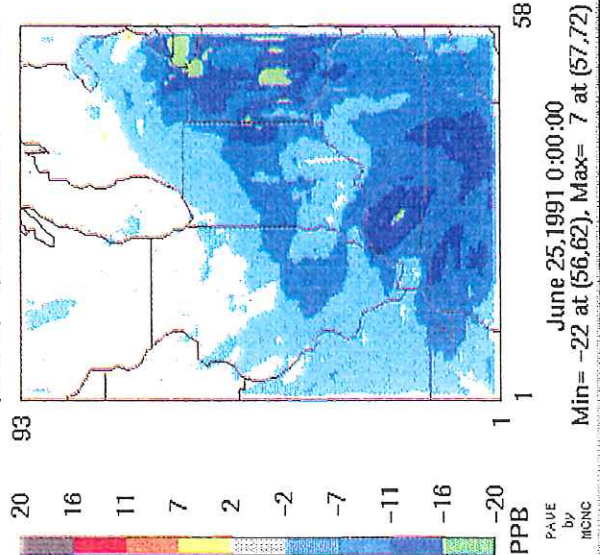 93
20
16
11
7
2
-2
-7
-11
-16
-20
PPB
PAVE
by
MCNC
1
1
58
June 25,1991 0:00:00
Min= -22 at (56,62), Max= 7 at (57,72)